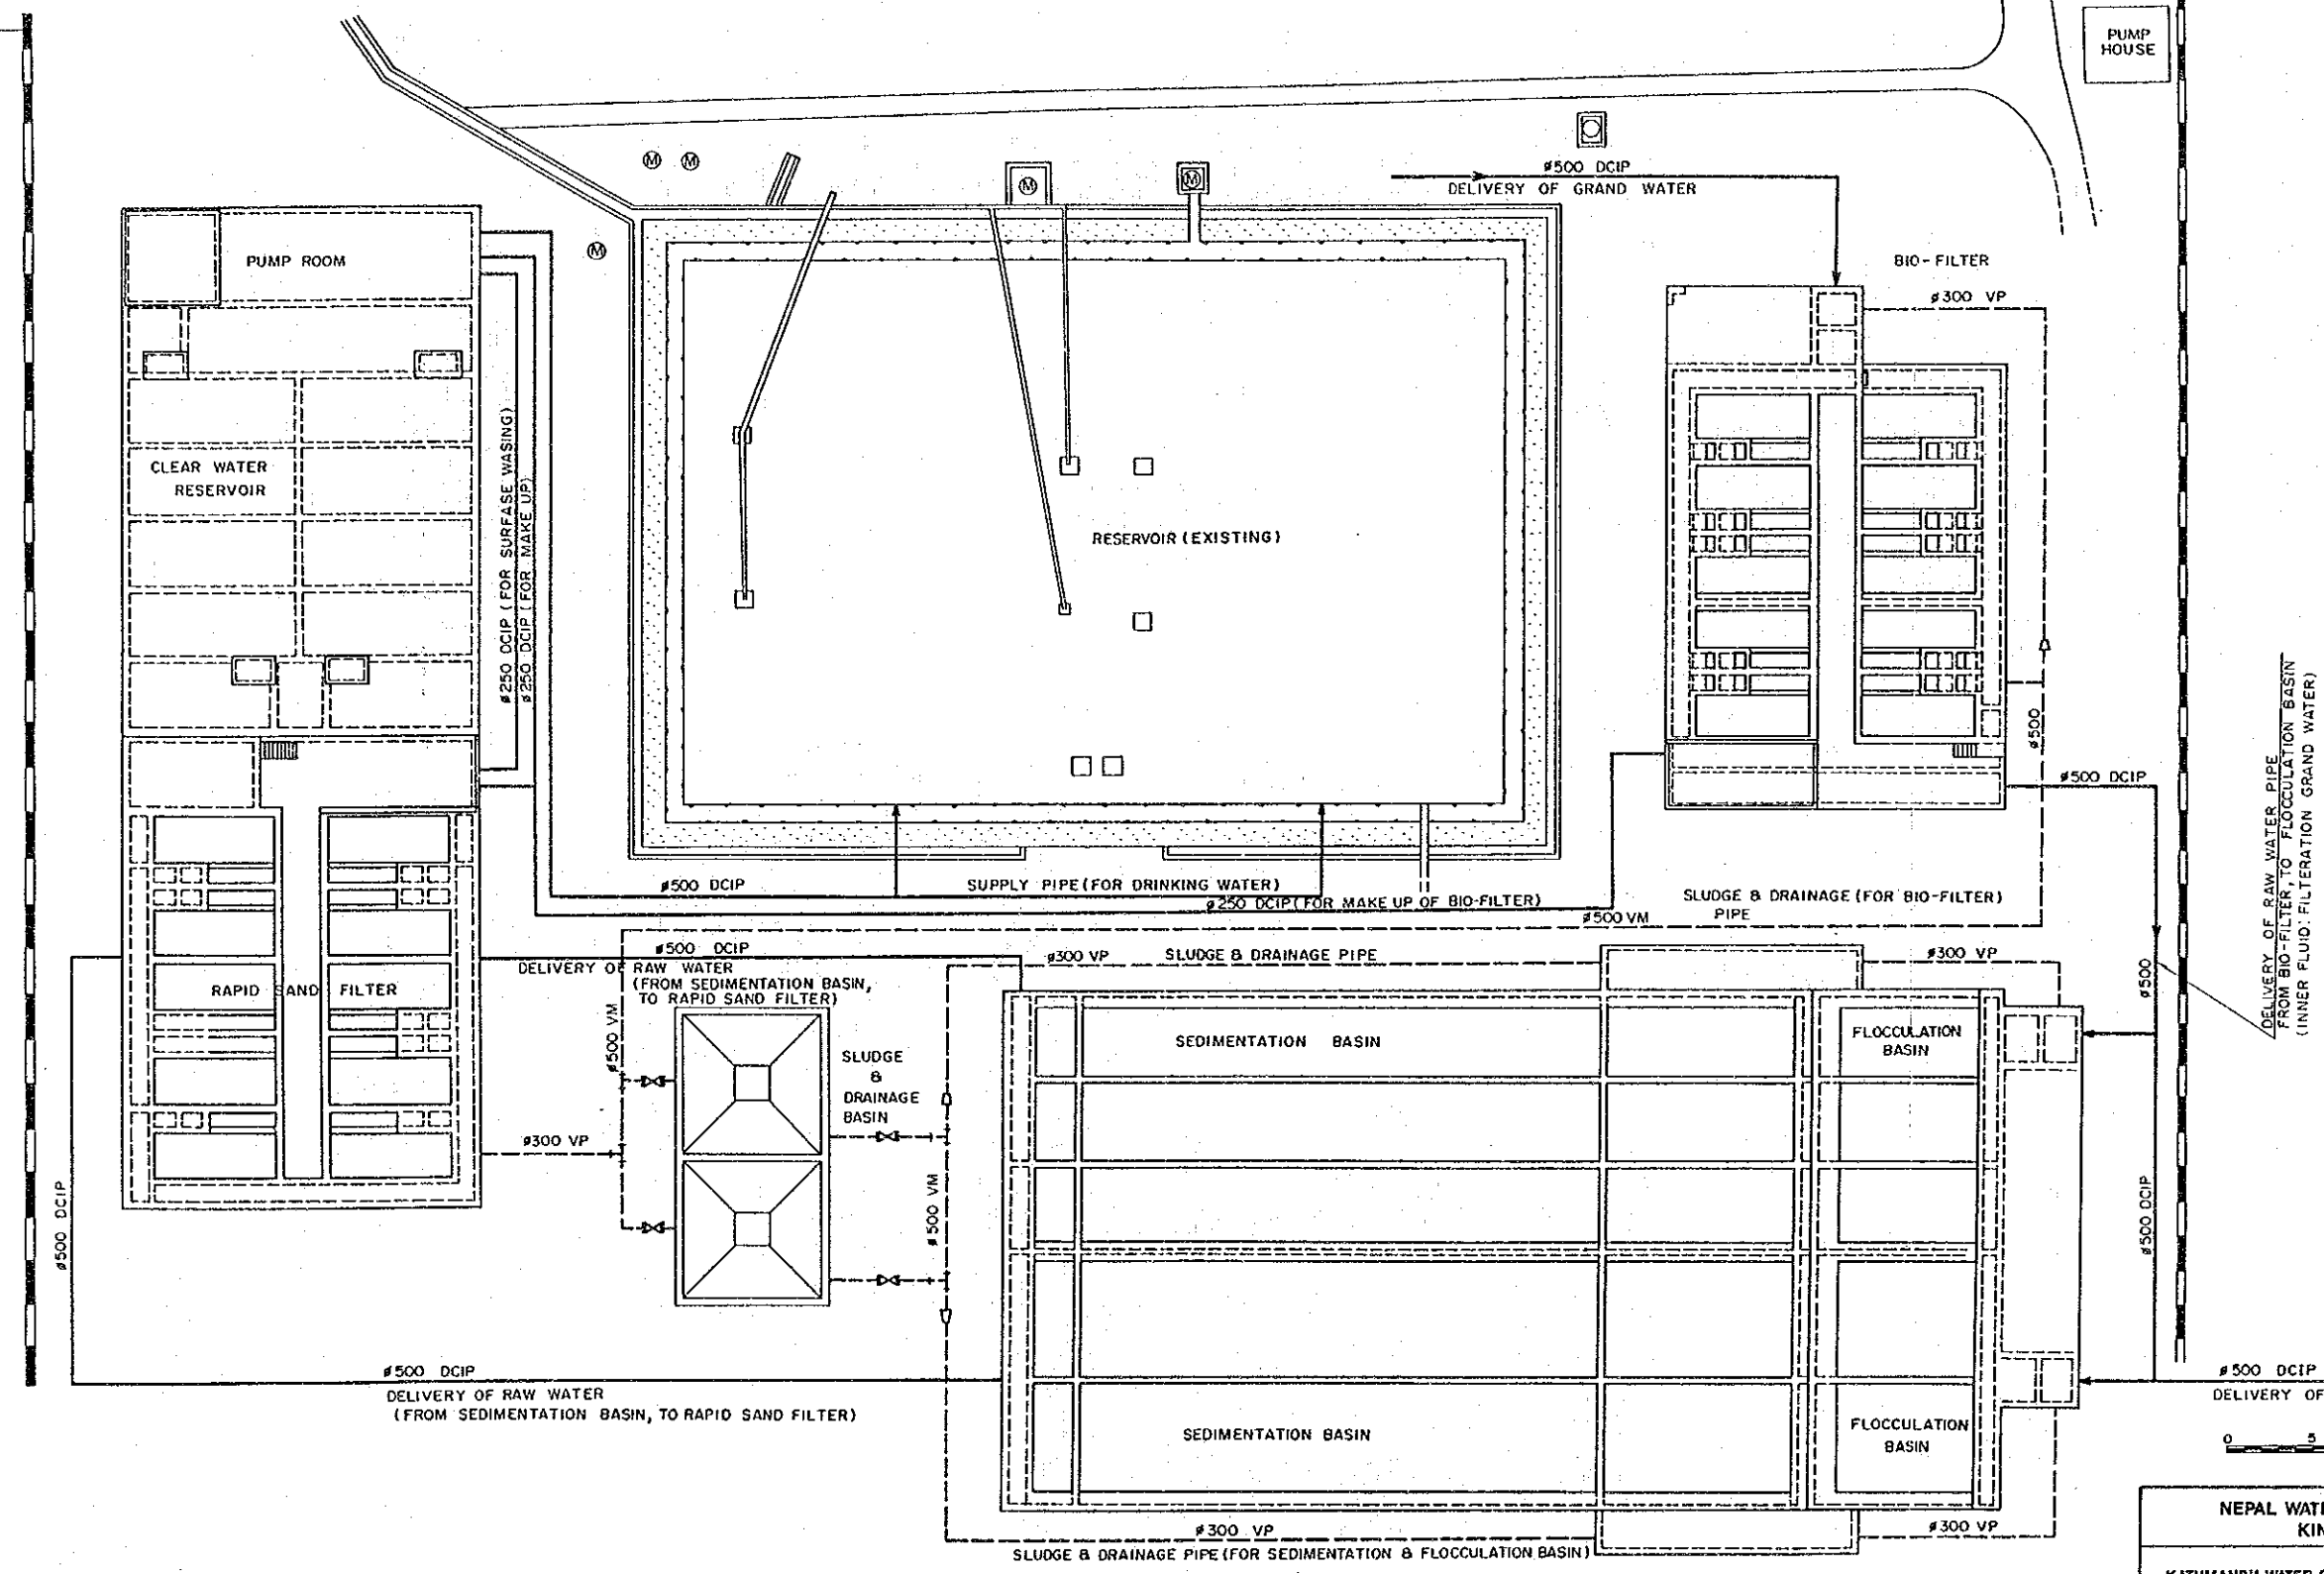 PUMP
HOUSE
ø500 DCIP
DELIVERY OF GRAND WATER
M
M
M
M
M
PUMP ROOM
BIO-FILTER
ø300 VP
CLEAR WATER
RESERVOIR
ø250 DCIP (FOR SURFASE WASING)
ø250 DCIP (FOR MAKE UP)
RESERVOIR (EXISTING)
ø500
ø500 DCIP
DELIVERY OF RAW WATER PIPE
FROM BIO-FILTER, TO FLOCCULATION BASIN
(INNER FLUID: FILTERATION GRAND WATER)
ø500 DCIP
SUPPLY PIPE (FOR DRINKING WATER)
ø250 DCIP (FOR MAKE UP OF BIO-FILTER)
SLUDGE & DRAINAGE (FOR BIO-FILTER)
PIPE
ø500 VM
ø500 DCIP
DELIVERY OF RAW WATER
(FROM SEDIMENTATION BASIN,
TO RAPID SAND FILTER)
ø300 VP
SLUDGE & DRAINAGE PIPE
ø300 VP
ø500
RAPID SAND FILTER
ø500 VM
SLUDGE
&
DRAINAGE
BASIN
SEDIMENTATION BASIN
FLOCCULATION
BASIN
ø300 VP
ø500 VM
ø500 DCIP
ø500 DCIP
ø500 DCIP
DELIVERY OF RAW WATER
(FROM SEDIMENTATION BASIN, TO RAPID SAND FILTER)
ø500 DCIP
DELIVERY OF
SEDIMENTATION BASIN
FLOCCULATION
BASIN
0 5
ø300 VP
ø300 VP
SLUDGE & DRAINAGE PIPE (FOR SEDIMENTATION & FLOCCULATION BASIN)
NEPAL WAT
KIN
KATHMANDU WATER